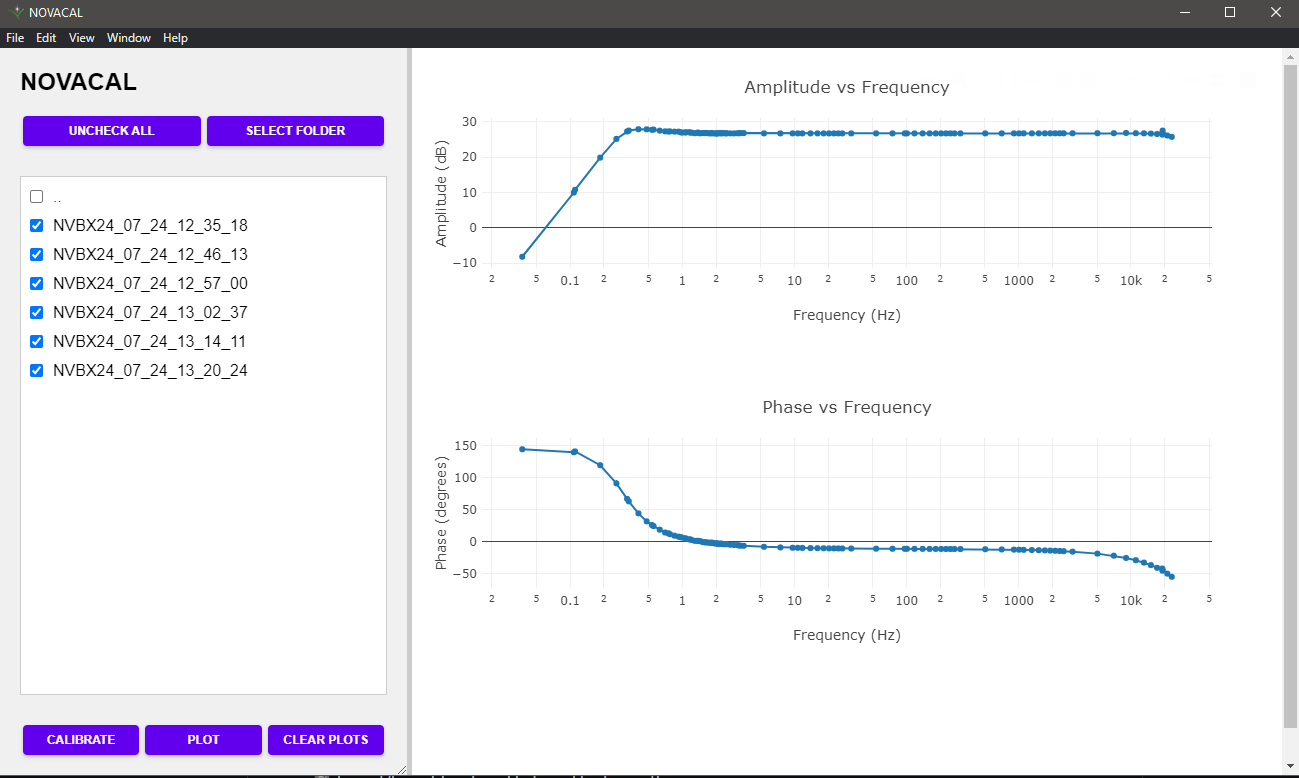 NOVACAL
File Edit View Window Help
NOVACAL
UNCHECK ALL SELECT FOLDER
..
NVBX24_07_24_12_35_18
NVBX24_07_24_12_46_13
NVBX24_07_24_12_57_00
NVBX24_07_24_13_02_37
NVBX24_07_24_13_14_11
NVBX24_07_24_13_20_24
CALIBRATE PLOT CLEAR PLOTS
Amplitude vs Frequency
Amplitude (dB)
30
20
10
0
−10
2 5 0.1 2 5 1 2 5 10 2 5 100 2 5 1000 2 5 10k 2 5
Frequency (Hz)
Phase vs Frequency
Phase (degrees)
150
100
50
0
−50
2 5 0.1 2 5 1 2 5 10 2 5 100 2 5 1000 2 5 10k 2 5
Frequency (Hz)